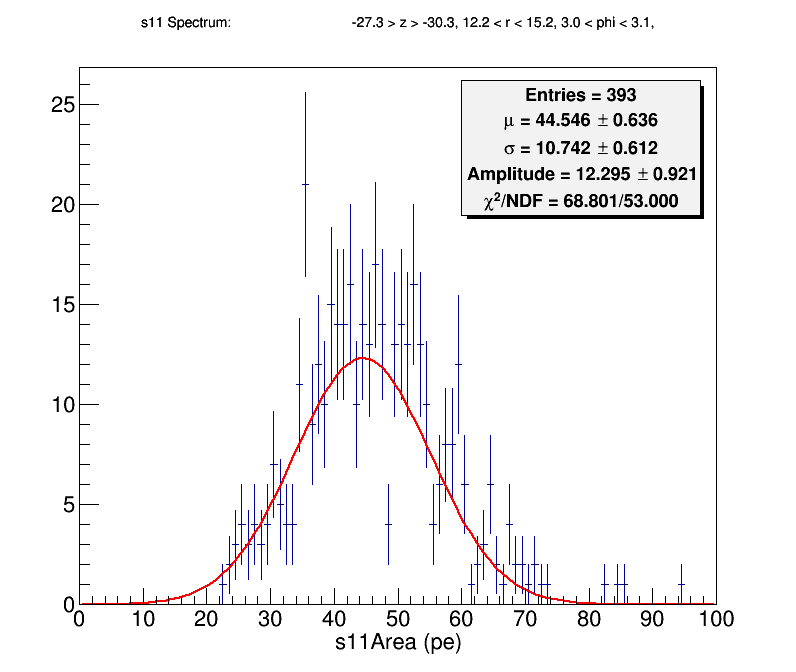 s11 Spectrum: -27.3 > z > -30.3, 12.2 < r < 15.2, 3.0 < phi < 3.1,
Entries = 393
μ = 44.546 ± 0.636
σ = 10.742 ± 0.612
Amplitude = 12.295 ± 0.921
χ²/NDF = 68.801/53.000
25
20
15
10
5
0
0 10 20 30 40 50 60 70 80 90 100
s11Area (pe)